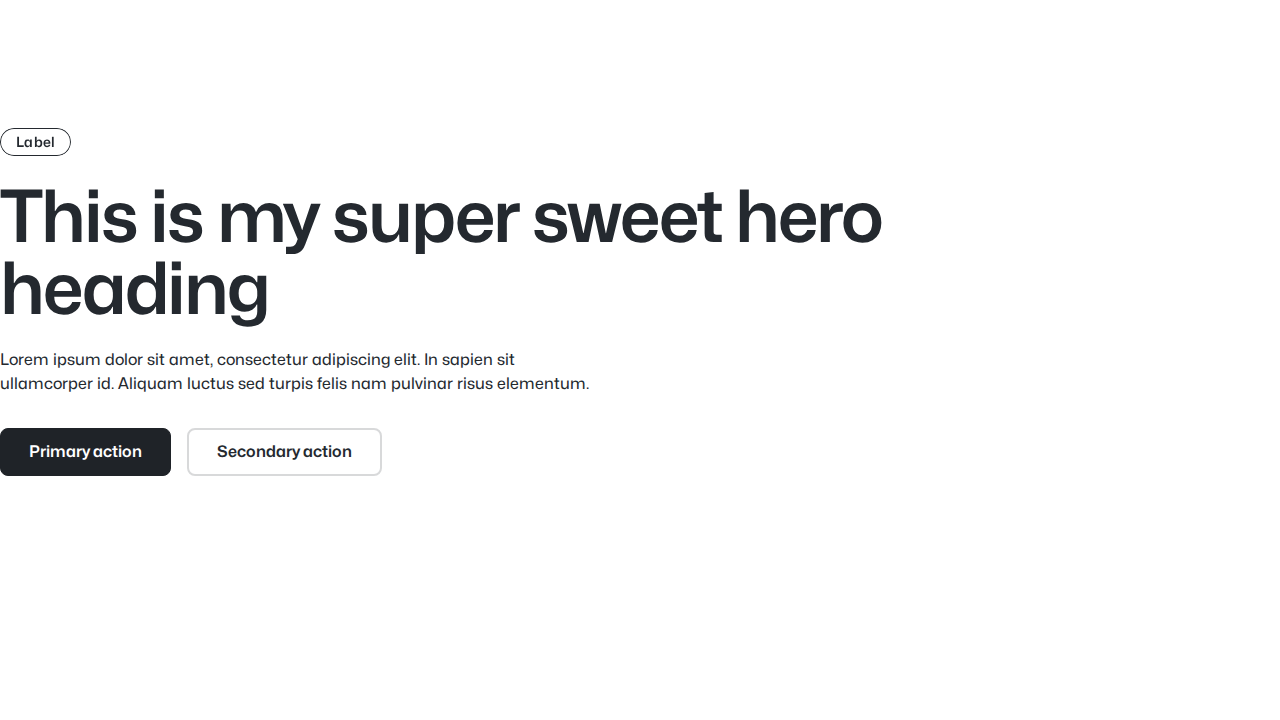 Label
This is my super sweet hero
heading
Lorem ipsum dolor sit amet, consectetur adipiscing elit. In sapien sit
ullamcorper id. Aliquam luctus sed turpis felis nam pulvinar risus elementum.
Primary action
Secondary action